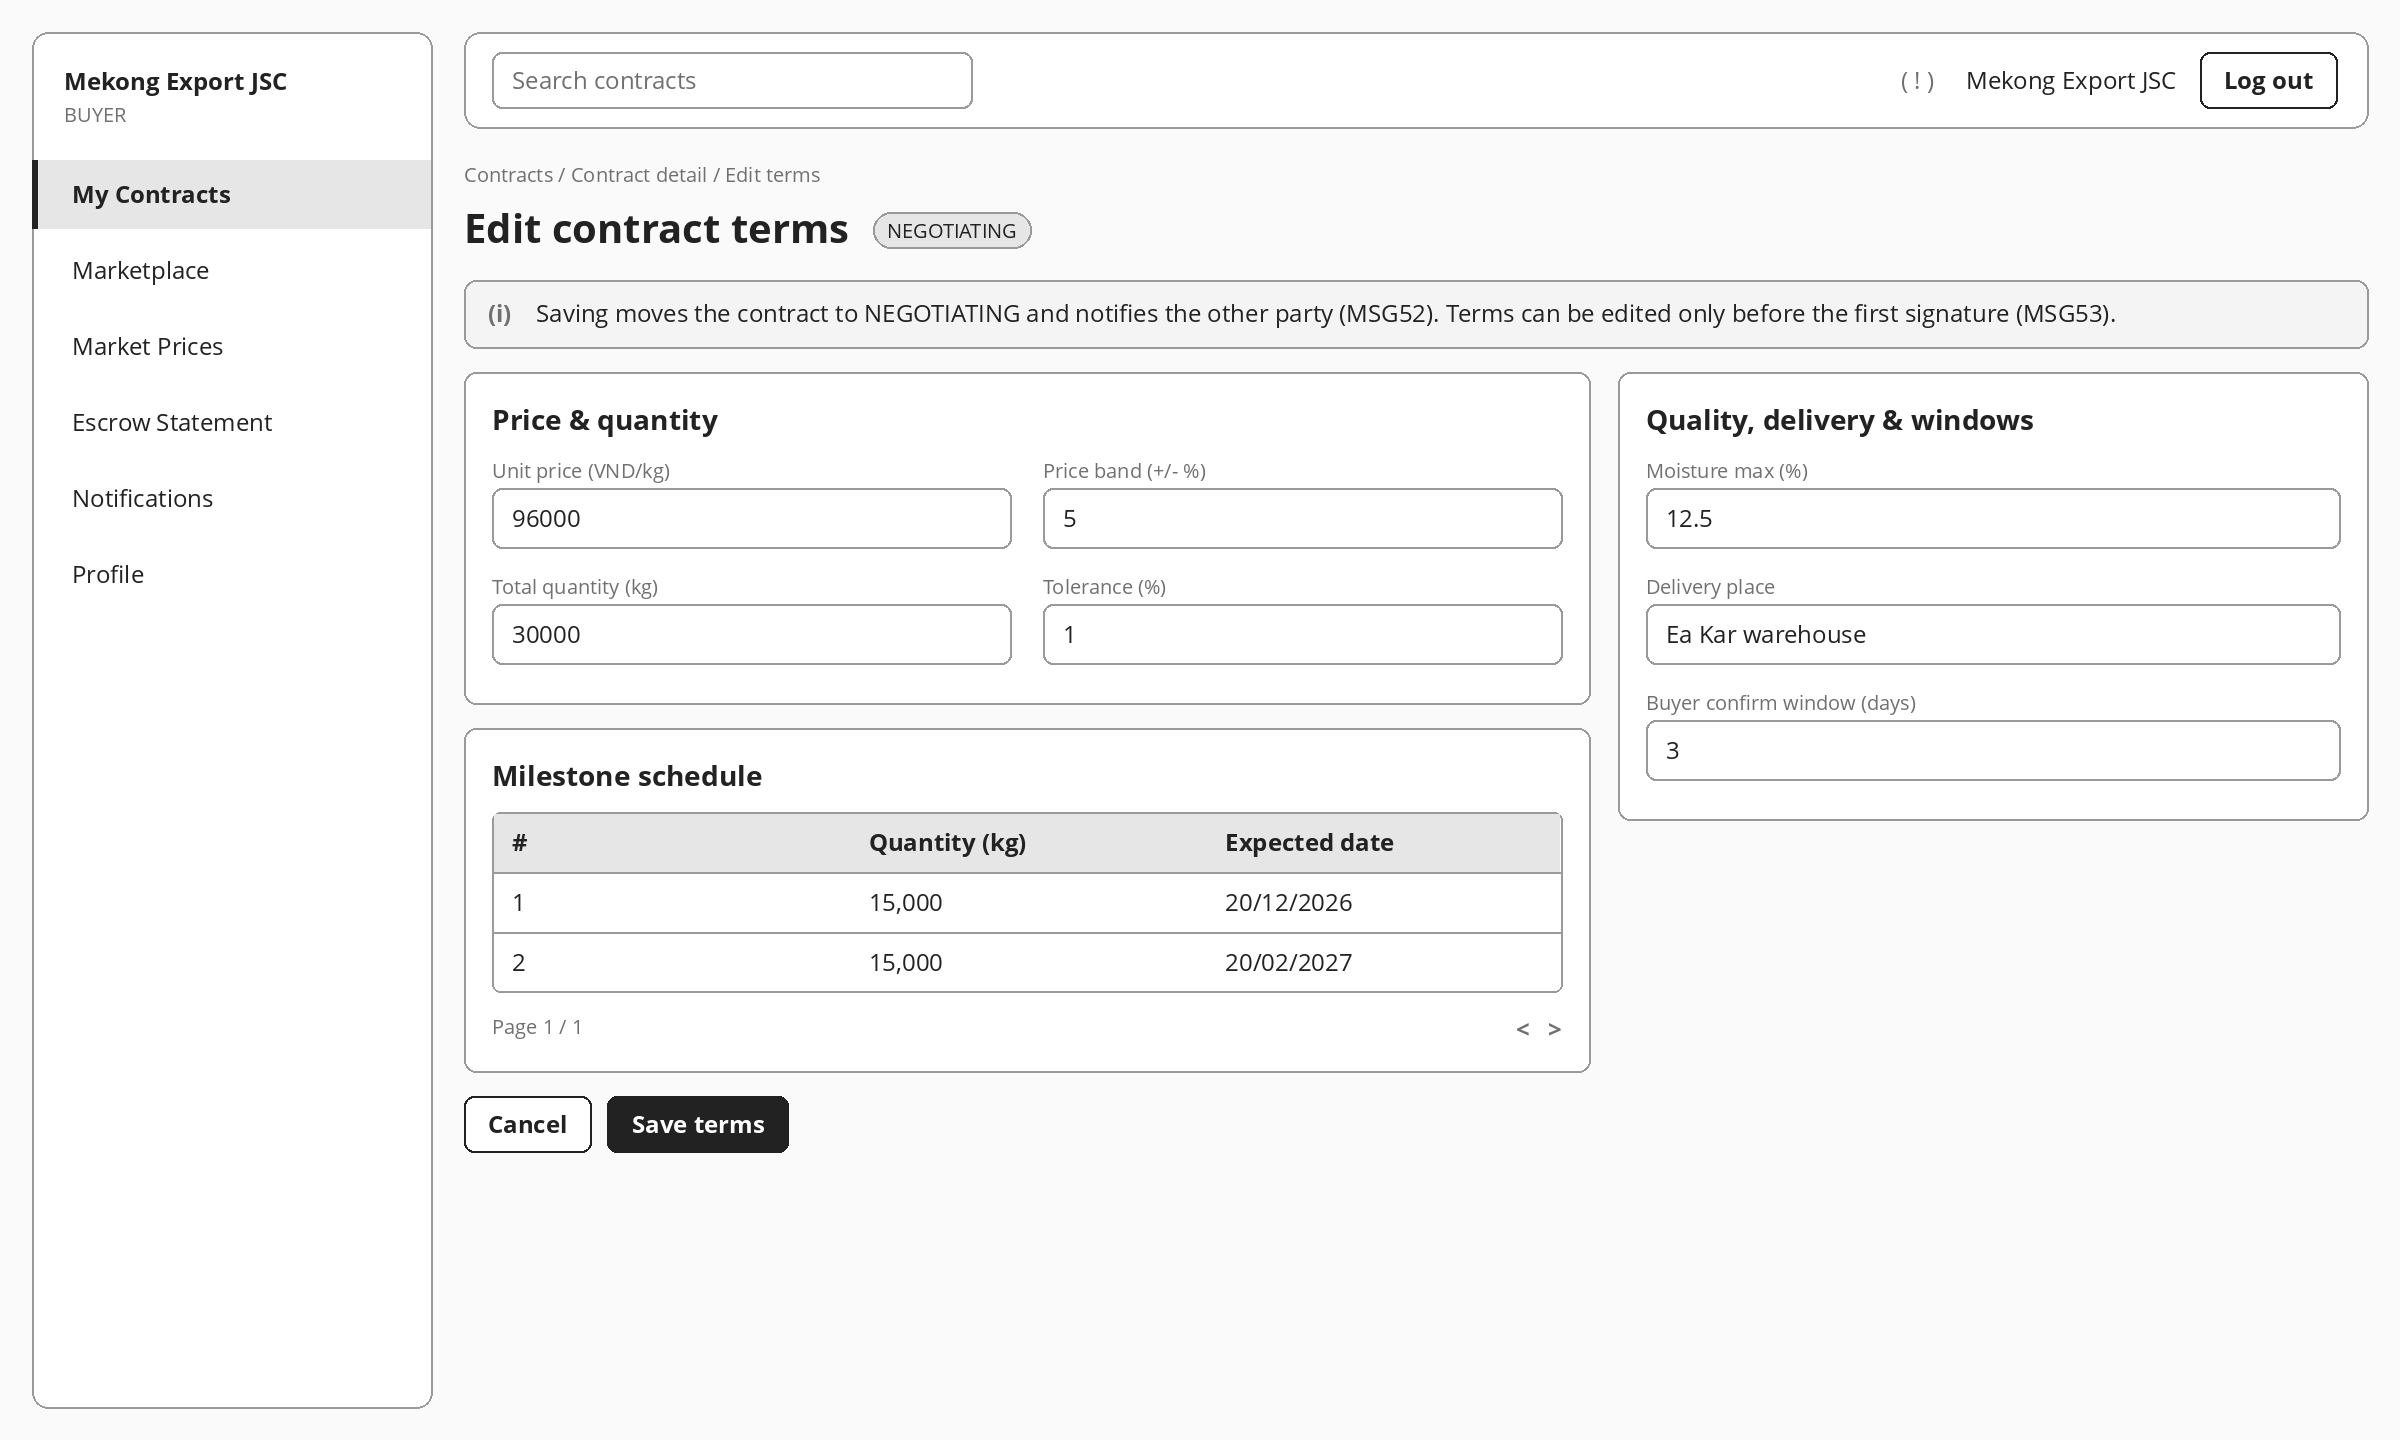 Mekong Export JSC
BUYER
My Contracts
Marketplace
Market Prices
Escrow Statement
Notifications
Profile
Search contracts
( ! ) Mekong Export JSC Log out
Contracts / Contract detail / Edit terms
Edit contract terms NEGOTIATING
(i) Saving moves the contract to NEGOTIATING and notifies the other party (MSG52). Terms can be edited only before the first signature (MSG53).
Price & quantity
Unit price (VND/kg) Price band (+/- %)
96000 5
Total quantity (kg) Tolerance (%)
30000 1
Milestone schedule
# Quantity (kg) Expected date
1 15,000 20/12/2026
2 15,000 20/02/2027
Page 1 / 1 < >
Cancel Save terms
Quality, delivery & windows
Moisture max (%)
12.5
Delivery place
Ea Kar warehouse
Buyer confirm window (days)
3